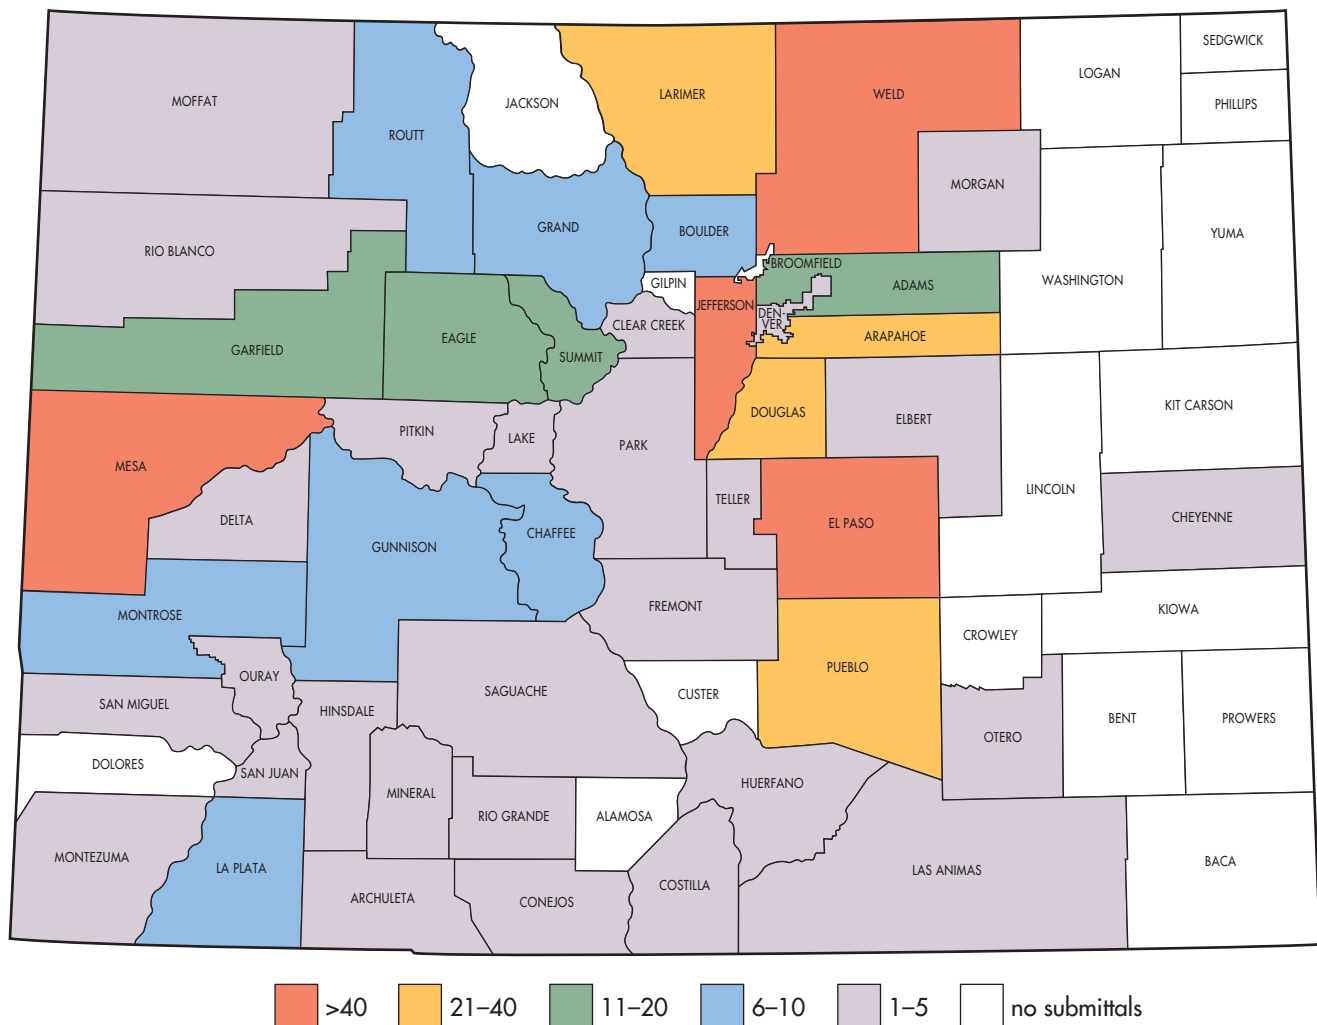 SEDGWICK
LOGAN
MOFFAT
LARIMER
WELD
JACKSON
PHILLIPS
ROUTT
MORGAN
GRAND
BOULDER
YUMA
RIO BLANCO
BROOMFIELD
GILPIN
ADAMS
WASHINGTON
JEFFERSON
DEN-
VER
CLEAR CREEK
ARAPAHOE
EAGLE
GARFIELD
SUMMIT
KIT CARSON
DOUGLAS
ELBERT
PITKIN
LAKE
PARK
MESA
LINCOLN
TELLER
CHEYENNE
DELTA
EL PASO
CHAFFEE
GUNNISON
FREMONT
KIOWA
MONTROSE
CROWLEY
PUEBLO
OURAY
SAGUACHE
CUSTER
SAN MIGUEL
HINSDALE
BENT
PROWERS
OTERO
DOLORES
SAN JUAN
HUERFANO
MINERAL
RIO GRANDE
ALAMOSA
MONTEZUMA
BACA
LA PLATA
LAS ANIMAS
COSTILLA
ARCHULETA
CONEJOS
>40
21–40
11–20
6–10
1–5
no submittals